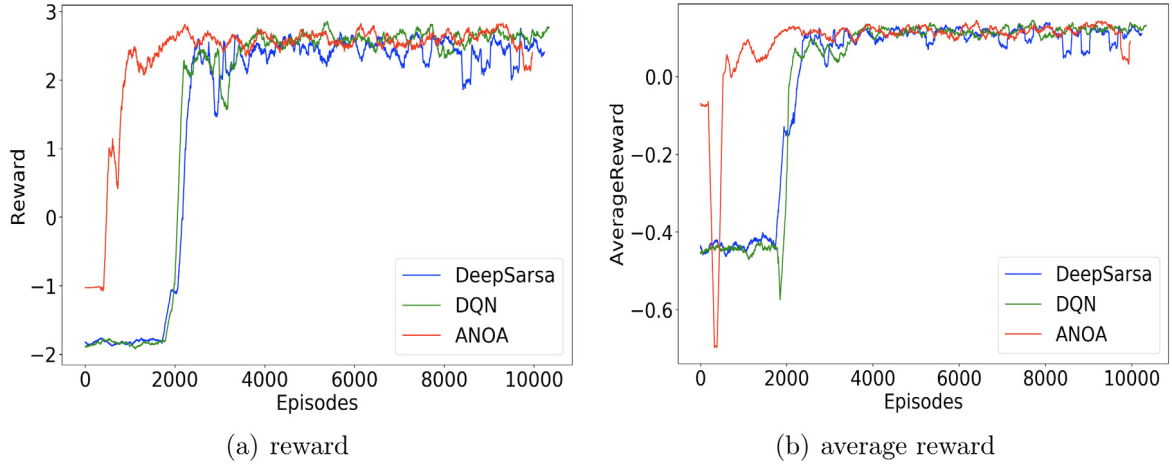 3
2
1
0
−1
−2
Reward
0
2000
4000
6000
8000
10000
Episodes
DeepSarsa
DQN
ANOA
(a) reward
0.0
−0.2
−0.4
−0.6
AverageReward
0
2000
4000
6000
8000
10000
Episodes
DeepSarsa
DQN
ANOA
(b) average reward